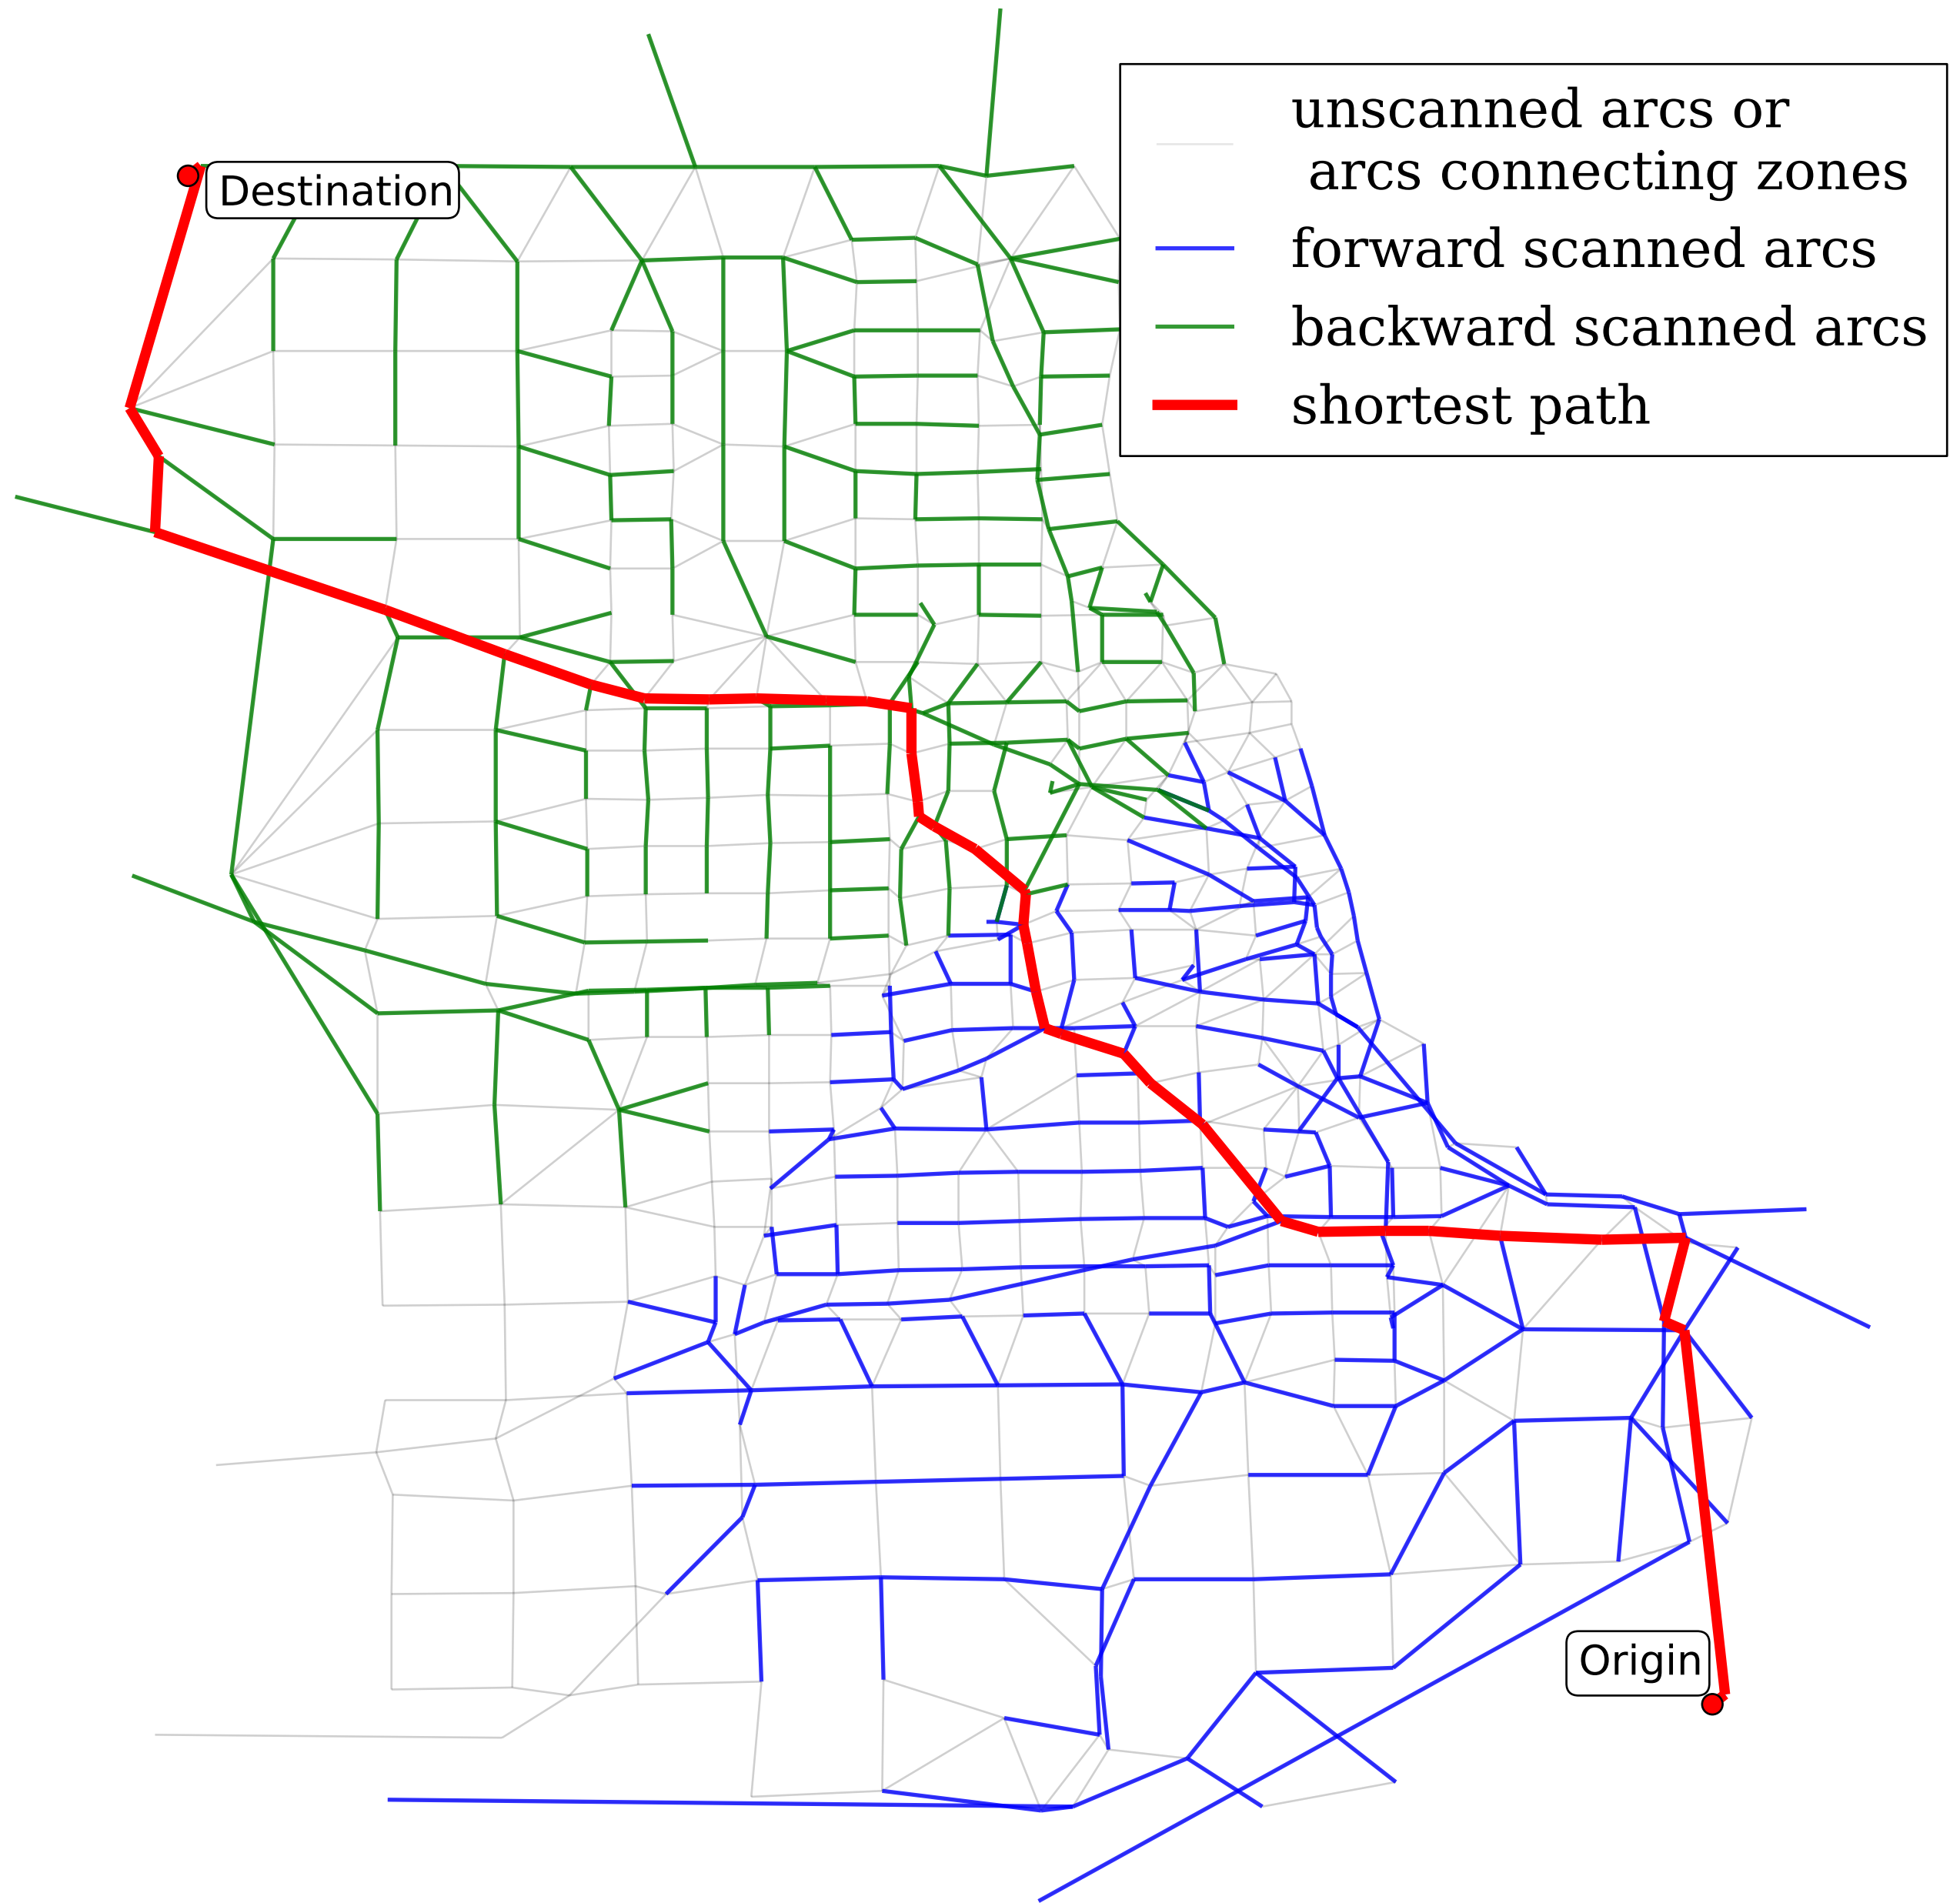 unscanned arcs or
arcs connecting zones
Destination
forward scanned arcs
backward scanned arcs
shortest path
Origin